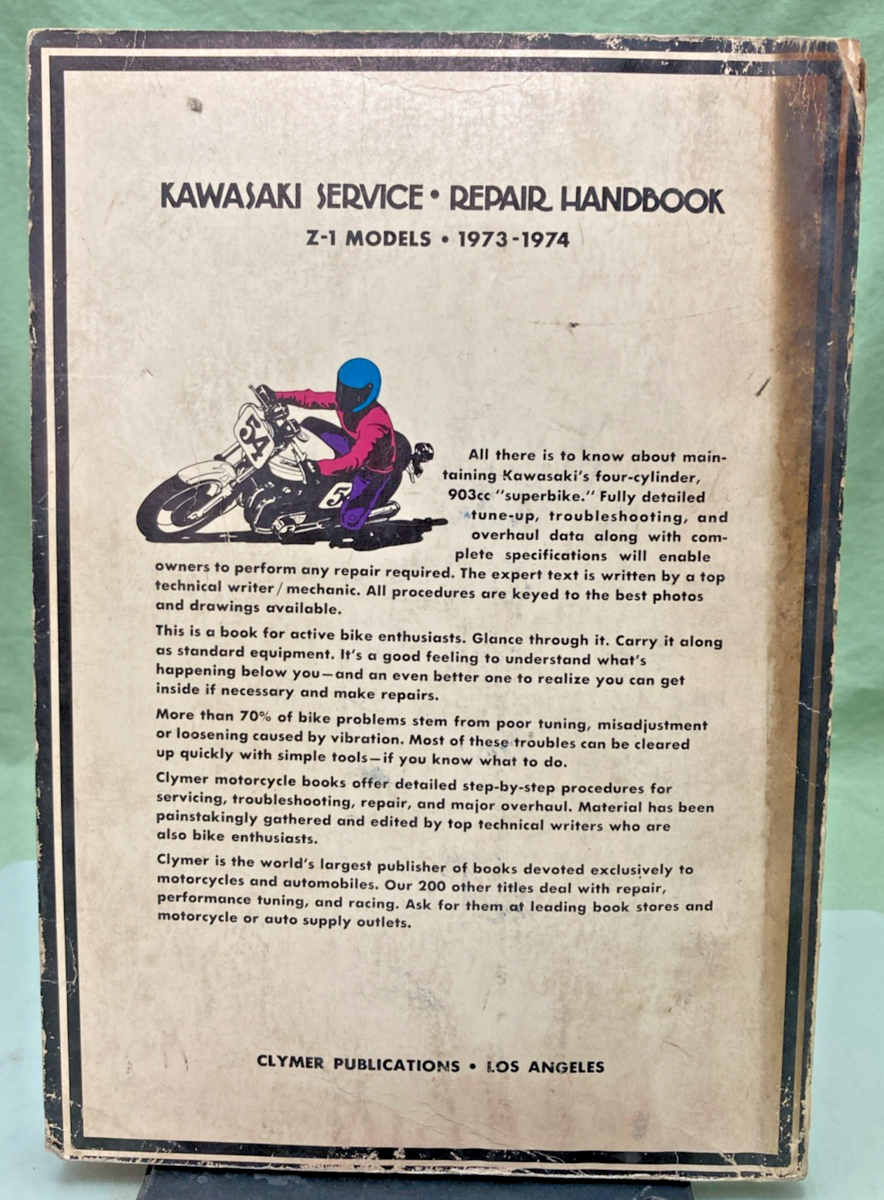 KAWASAKI SERVICE • REPAIR HANDBOOK
Z-1 MODELS • 1973-1974
54
5
All there is to know about main-
taining Kawasaki's four-cylinder,
903cc "superbike." Fully detailed
tune-up, troubleshooting, and
overhaul data along with com-
plete specifications will enable
owners to perform any repair required. The expert text is written by a top
technical writer/mechanic. All procedures are keyed to the best photos
and drawings available.
This is a book for active bike enthusiasts. Glance through it. Carry it along
as standard equipment. It's a good feeling to understand what's
happening below you—and an even better one to realize you can get
inside if necessary and make repairs.
More than 70% of bike problems stem from poor tuning, misadjustment
or loosening caused by vibration. Most of these troubles can be cleared
up quickly with simple tools—if you know what to do.
Clymer motorcycle books offer detailed step-by-step procedures for
servicing, troubleshooting, repair, and major overhaul. Material has been
painstakingly gathered and edited by top technical writers who are
also bike enthusiasts.
Clymer is the world's largest publisher of books devoted exclusively to
motorcycles and automobiles. Our 200 other titles deal with repair,
performance tuning, and racing. Ask for them at leading book stores and
motorcycle or auto supply outlets.
CLYMER PUBLICATIONS • LOS ANGELES